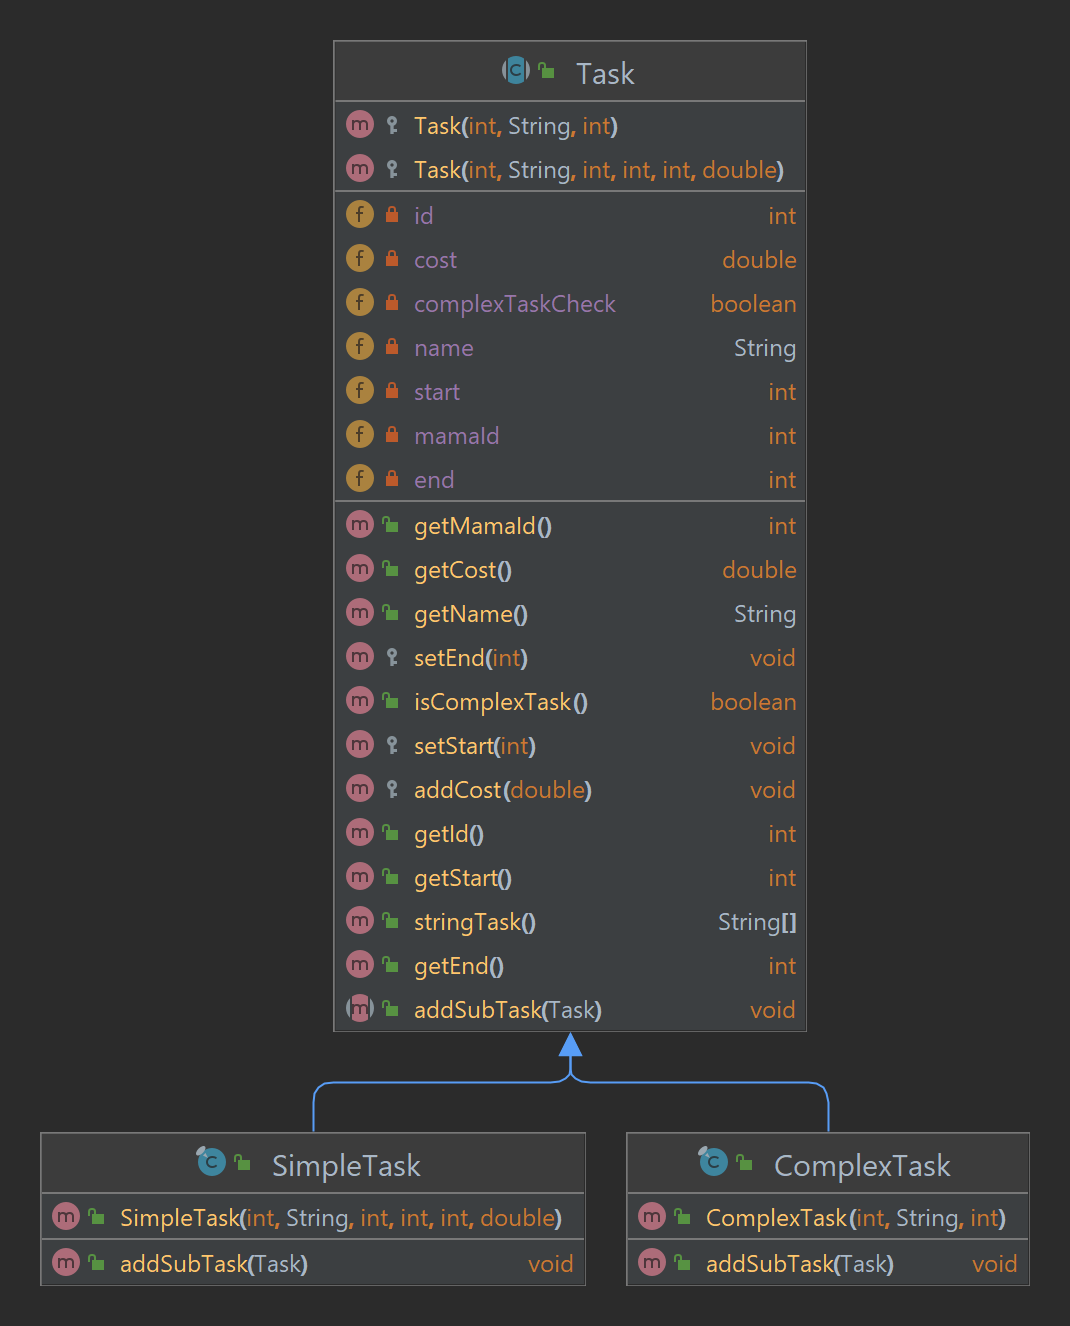 Task
Task(int, String, int)
Task(int, String, int, int, int, double)
id int
cost double
complexTaskCheck boolean
name String
start int
mamaId int
end int
getMamaId() int
getCost() double
getName() String
setEnd(int) void
isComplexTask() boolean
setStart(int) void
addCost(double) void
getId() int
getStart() int
stringTask() String[]
getEnd() int
addSubTask(Task) void
SimpleTask
SimpleTask(int, String, int, int, int, double)
addSubTask(Task) void
ComplexTask
ComplexTask(int, String, int)
addSubTask(Task) void